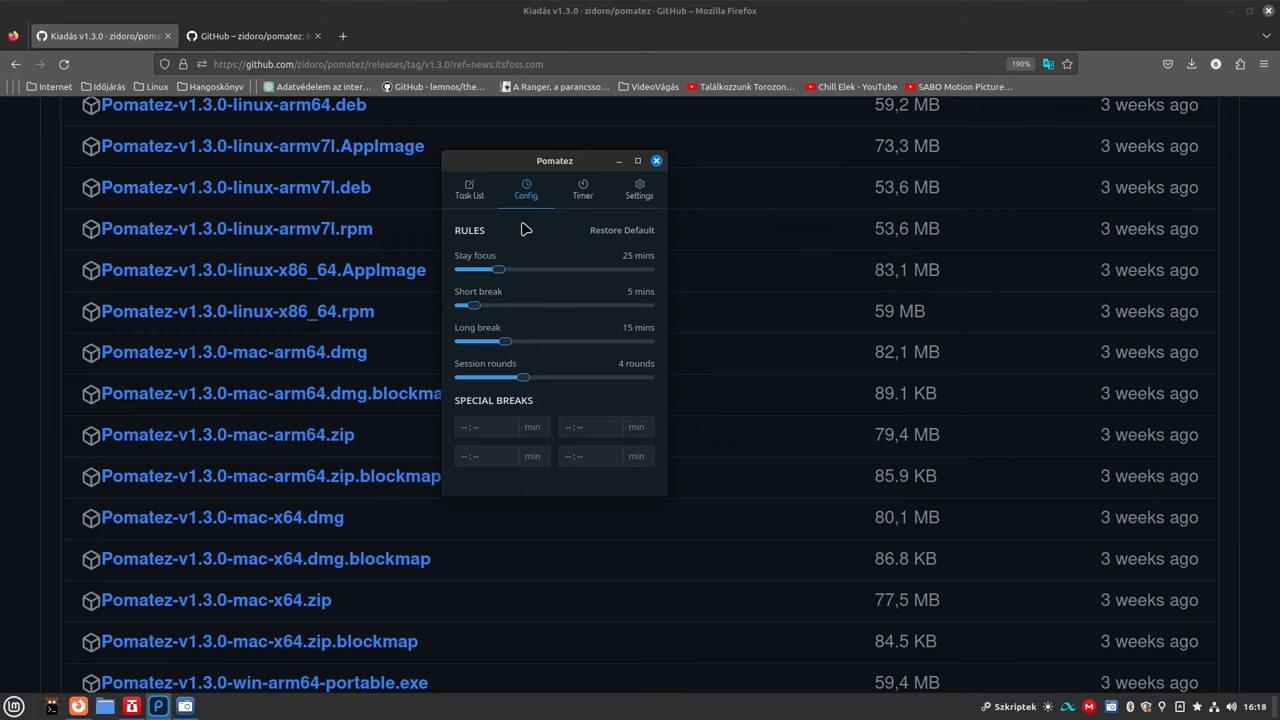 Kiadás v1.3.0 · zidoro/pomatez · GitHub – Mozilla Firefox
Kiadás v1.3.0 · zidoro/poma
GitHub – zidoro/pomatez:
https://github.com/zidoro/pomatez/releases/tag/v1.3.0?ref=news.itsfoss.com
190%
Internet
Időjárás
Linux
Hangoskönyv
Adatvédelem az inter...
GitHub - lemnos/the...
A Ranger, a parancsso...
VideoVágás
Találkozzunk Torozon...
Chill Elek - YouTube
SABO Motion Picture...
Pomatez-v1.3.0-linux-arm64.deb 59,2 MB 3 weeks ago
Pomatez-v1.3.0-linux-armv7l.AppImage 73,3 MB 3 weeks ago
Pomatez-v1.3.0-linux-armv7l.deb 53,6 MB 3 weeks ago
Pomatez-v1.3.0-linux-armv7l.rpm 53,6 MB 3 weeks ago
Pomatez-v1.3.0-linux-x86_64.AppImage 83,1 MB 3 weeks ago
Pomatez-v1.3.0-linux-x86_64.rpm 59 MB 3 weeks ago
Pomatez-v1.3.0-mac-arm64.dmg 82,1 MB 3 weeks ago
Pomatez-v1.3.0-mac-arm64.dmg.blockma 89.1 KB 3 weeks ago
Pomatez-v1.3.0-mac-arm64.zip 79,4 MB 3 weeks ago
Pomatez-v1.3.0-mac-arm64.zip.blockmap 85.9 KB 3 weeks ago
Pomatez-v1.3.0-mac-x64.dmg 80,1 MB 3 weeks ago
Pomatez-v1.3.0-mac-x64.dmg.blockmap 86.8 KB 3 weeks ago
Pomatez-v1.3.0-mac-x64.zip 77,5 MB 3 weeks ago
Pomatez-v1.3.0-mac-x64.zip.blockmap 84.5 KB 3 weeks ago
Pomatez-v1.3.0-win-arm64-portable.exe 59,4 MB 3 weeks ago
Pomatez
Task List Config Timer Settings
RULES Restore Default
Stay focus 25 mins
Short break 5 mins
Long break 15 mins
Session rounds 4 rounds
SPECIAL BREAKS
--:-- min --:-- min
--:-- min --:-- min
Szkriptek
16:18